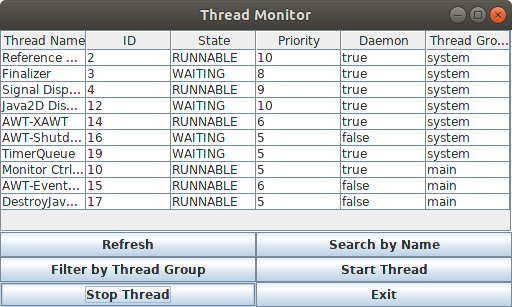 Thread Monitor
Thread Name ID State Priority Daemon Thread Gro...
Reference ... 2 RUNNABLE 10 true system
Finalizer 3 WAITING 8 true system
Signal Disp... 4 RUNNABLE 9 true system
Java2D Dis... 12 WAITING 10 true system
AWT-XAWT 14 RUNNABLE 6 true system
AWT-Shutd... 16 WAITING 5 false system
TimerQueue 19 WAITING 5 true system
Monitor Ctrl... 10 RUNNABLE 5 true main
AWT-Event... 15 RUNNABLE 6 false main
DestroyJav... 17 RUNNABLE 5 false main
Refresh Search by Name
Filter by Thread Group Start Thread
Stop Thread Exit